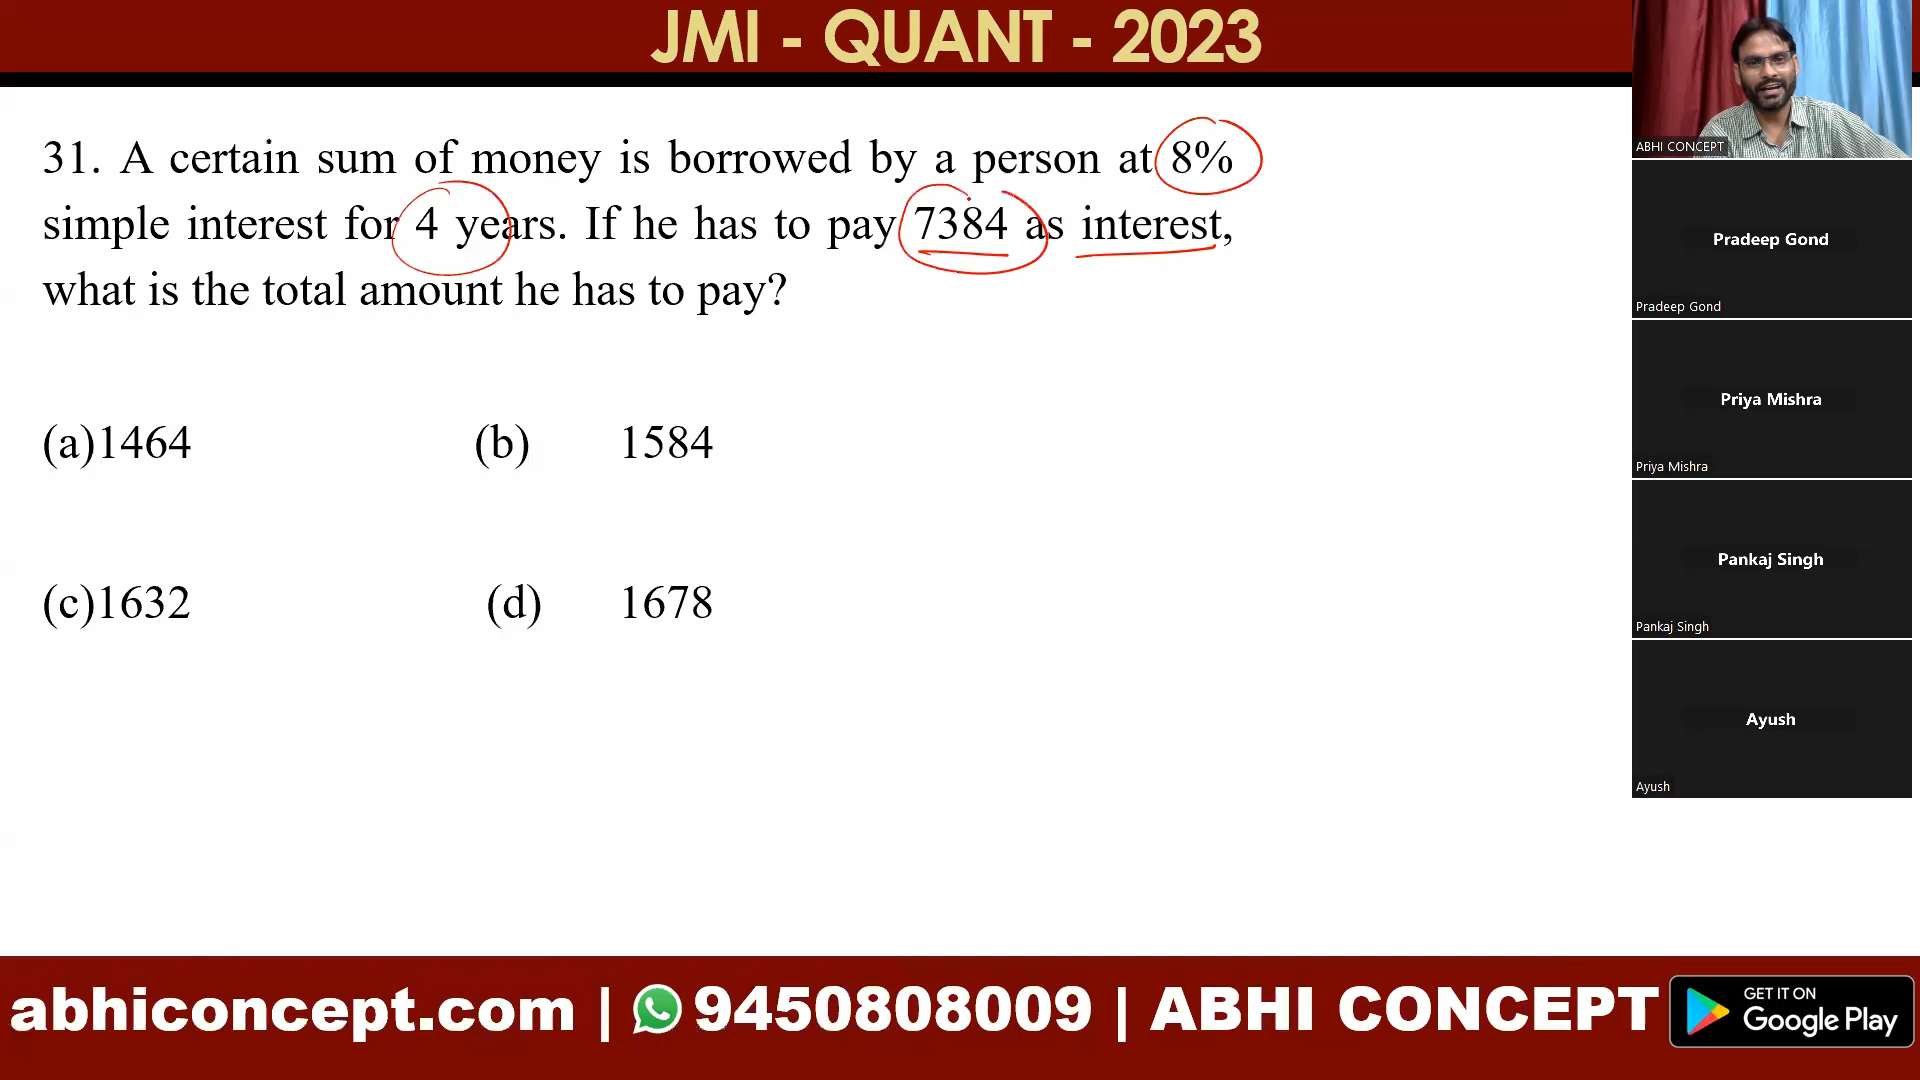 JMI - QUANT - 2023
31. A certain sum of money is borrowed by a person at 8%
simple interest for 4 years. If he has to pay 7384 as interest,
what is the total amount he has to pay?
(a)1464 (b) 1584
(c)1632 (d) 1678
ABHI CONCEPT
Pradeep Gond
Pradeep Gond
Priya Mishra
Priya Mishra
Pankaj Singh
Pankaj Singh
Ayush
Ayush
abhiconcept.com | 9450808009 | ABHI CONCEPT
GET IT ON
Google Play